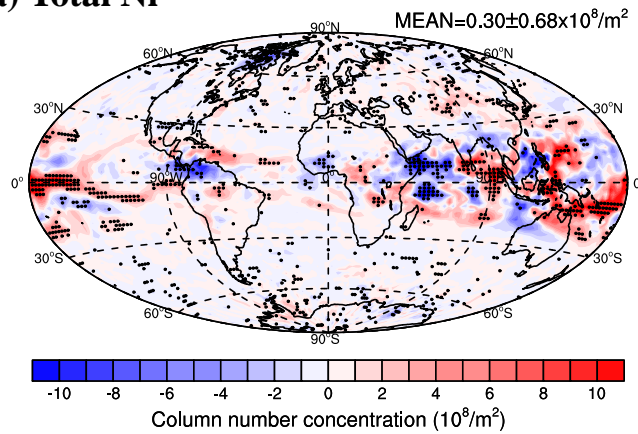 a) Total Ni
MEAN=0.30±0.68x10⁸/m²
90°N
60°N 60°N
30°N 30°N
0° 90°W 0° 90°E 0
30°S 30°S
60°S 60°S
90°S
-10 -8 -6 -4 -2 0 2 4 6 8 10
Column number concentration (10⁸/m²)